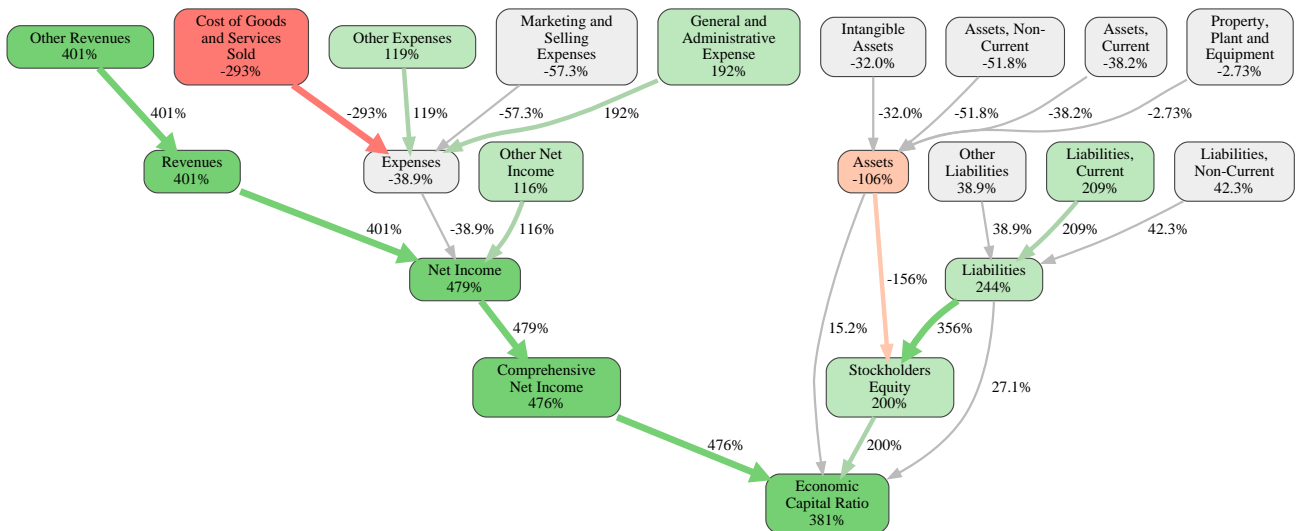 Other Revenues
401%
Cost of Goods
and Services
Sold
-293%
Other Expenses
119%
Marketing and
Selling
Expenses
-57.3%
General and
Administrative
Expense
192%
Intangible
Assets
-32.0%
Assets, Non-
Current
-51.8%
Assets,
Current
-38.2%
Property,
Plant and
Equipment
-2.73%
401%
-293%
119%
-57.3%
192%
-32.0%
-51.8%
-38.2%
-2.73%
Revenues
401%
Expenses
-38.9%
Other Net
Income
116%
Assets
-106%
Other
Liabilities
38.9%
Liabilities,
Current
209%
Liabilities,
Non-Current
42.3%
401%
-38.9%
116%
38.9%
209%
42.3%
Net Income
479%
Liabilities
244%
-156%
479%
15.2%
356%
Comprehensive
Net Income
476%
Stockholders
Equity
200%
27.1%
476%
200%
Economic
Capital Ratio
381%